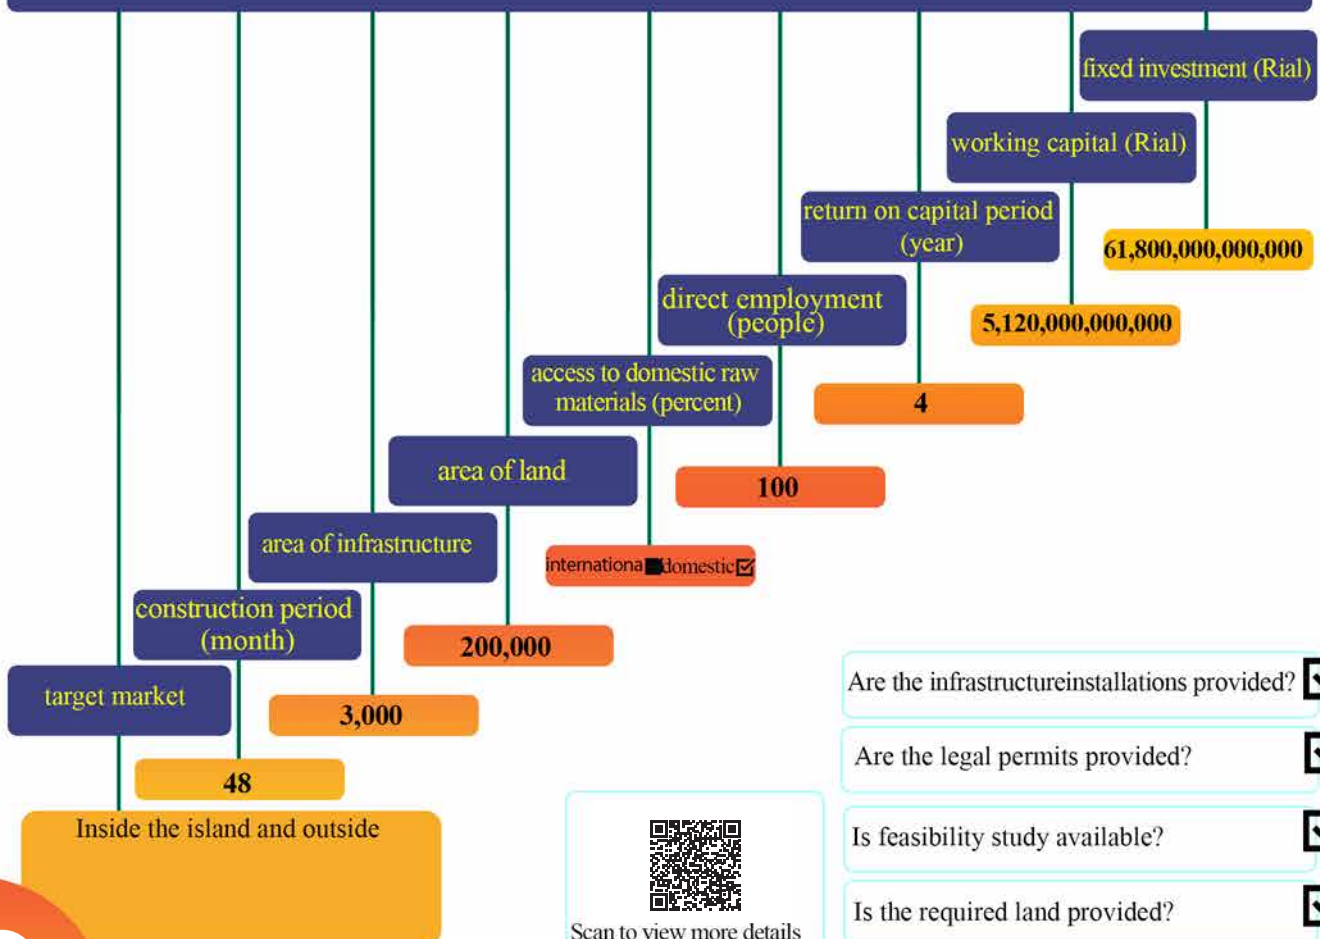 fixed investment (Rial)
61,800,000,000,000
working capital (Rial)
5,120,000,000,000
return on capital period
(year)
4
direct employment
(people)
100
access to domestic raw
materials (percent)
internationa domestic
area of land
200,000
area of infrastructure
3,000
construction period
(month)
48
target market
Inside the island and outside
Are the infrastructureinstallations provided?
Are the legal permits provided?
Is feasibility study available?
Is the required land provided?
Scan to view more details